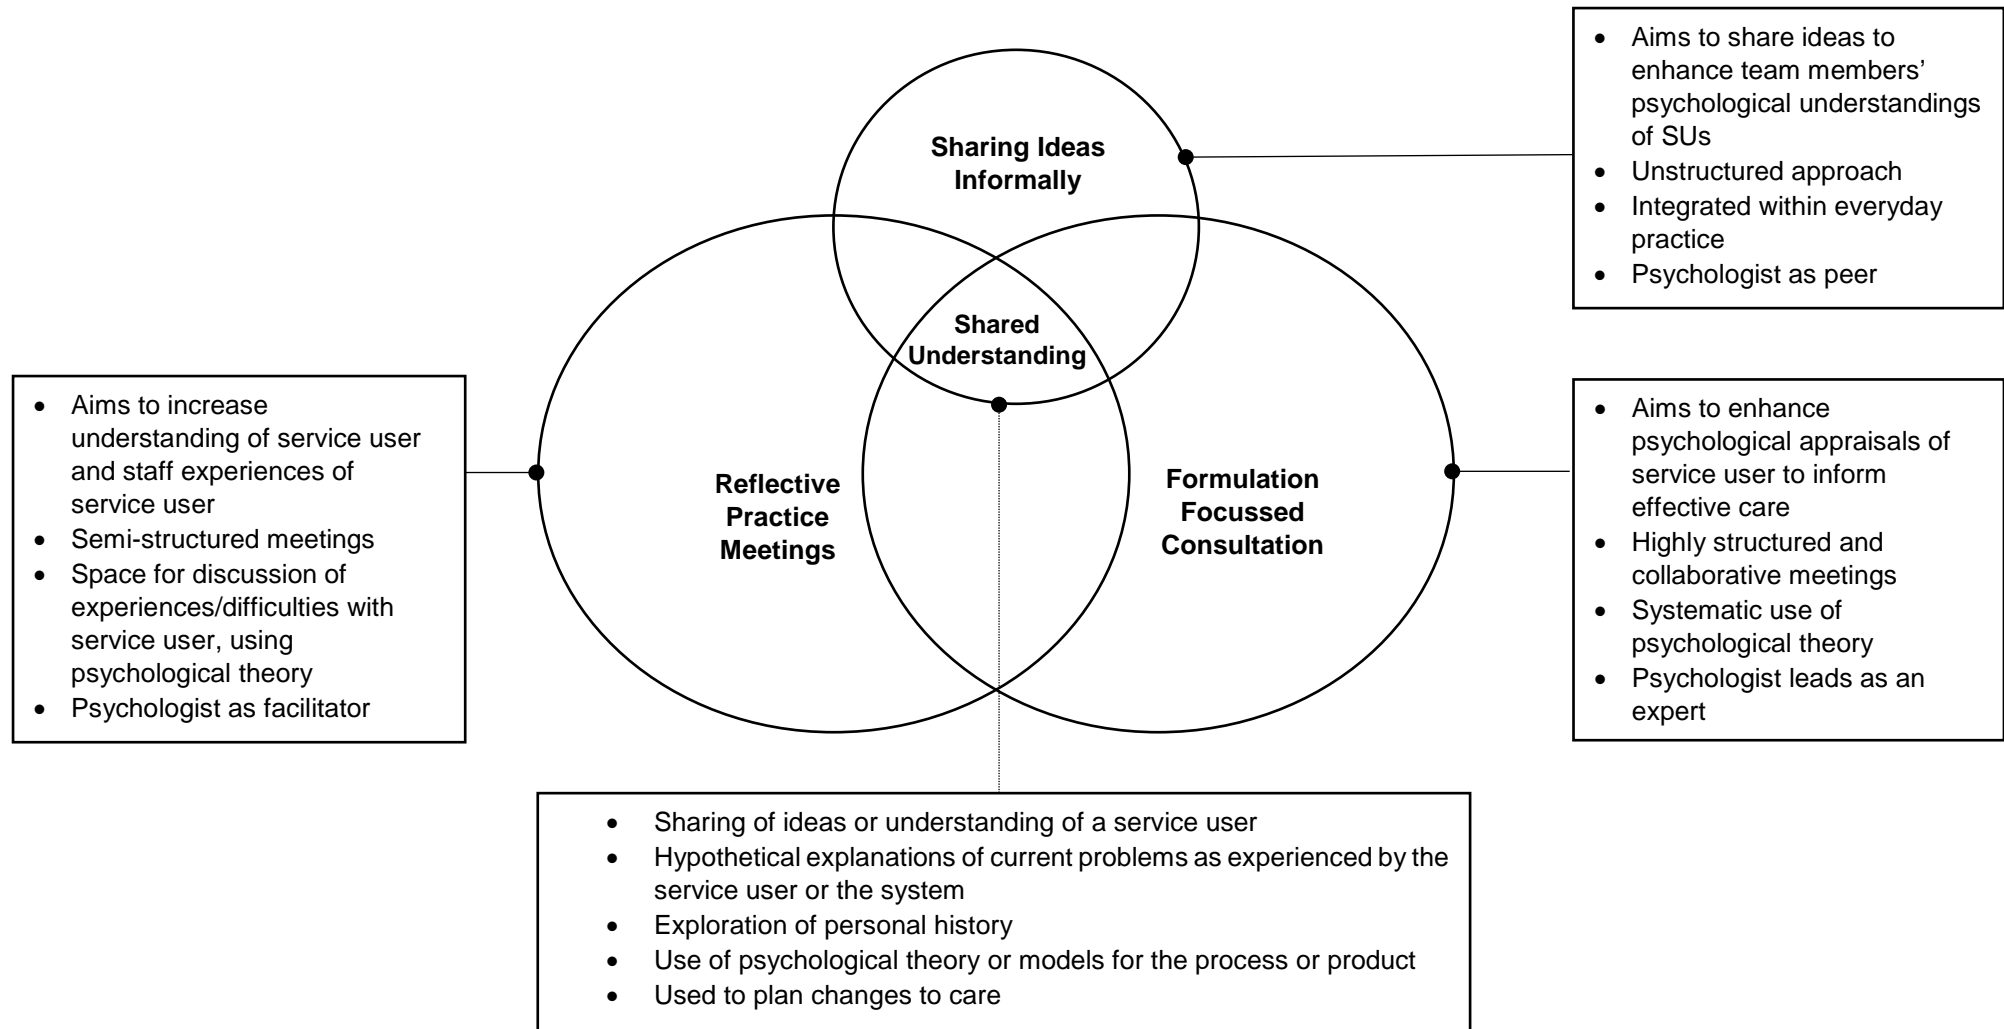 • Aims to share ideas to
enhance team members’
psychological understandings
of SUs
• Unstructured approach
• Integrated within everyday
practice
• Psychologist as peer
Sharing Ideas
Informally
Shared
Understanding
• Aims to increase
understanding of service user
and staff experiences of
service user
• Semi-structured meetings
• Space for discussion of
experiences/difficulties with
service user, using
psychological theory
• Psychologist as facilitator
Reflective
Practice
Meetings
Formulation
Focussed
Consultation
• Aims to enhance
psychological appraisals of
service user to inform
effective care
• Highly structured and
collaborative meetings
• Systematic use of
psychological theory
• Psychologist leads as an
expert
• Sharing of ideas or understanding of a service user
• Hypothetical explanations of current problems as experienced by the
service user or the system
• Exploration of personal history
• Use of psychological theory or models for the process or product
• Used to plan changes to care